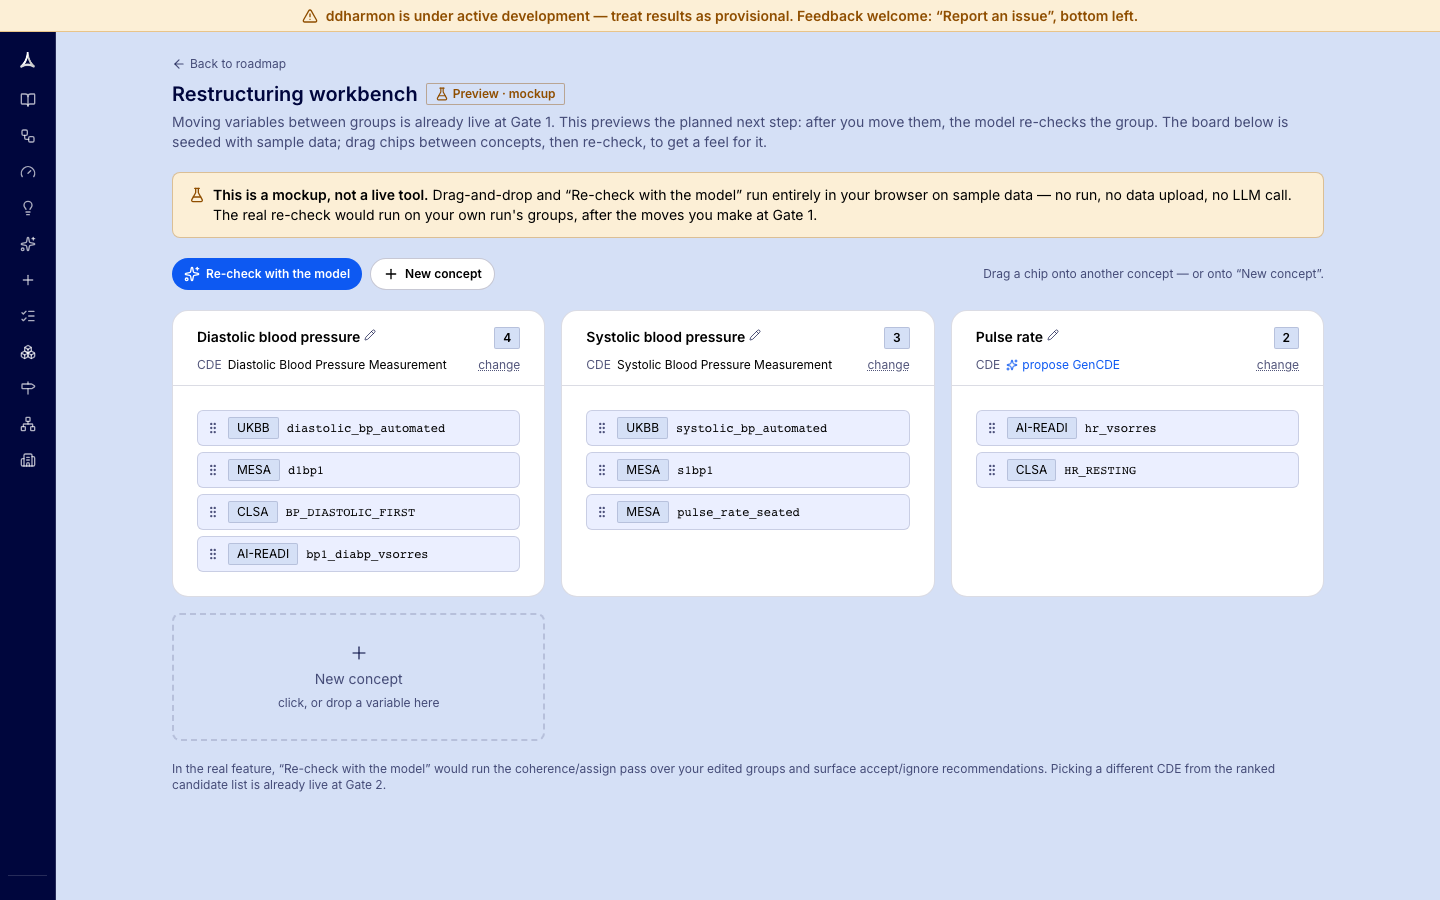 ddharmon is under active development — treat results as provisional. Feedback welcome: “Report an issue”, bottom left.
Back to roadmap
Restructuring workbench
Preview · mockup
Moving variables between groups is already live at Gate 1. This previews the planned next step: after you move them, the model re-checks the group. The board below is
seeded with sample data; drag chips between concepts, then re-check, to get a feel for it.
This is a mockup, not a live tool. Drag-and-drop and “Re-check with the model” run entirely in your browser on sample data — no run, no data upload, no LLM call.
The real re-check would run on your own run's groups, after the moves you make at Gate 1.
Re-check with the model
New concept
Drag a chip onto another concept — or onto “New concept”.
Diastolic blood pressure
4
CDE Diastolic Blood Pressure Measurement
change
UKBB diastolic_bp_automated
MESA d1bp1
CLSA BP_DIASTOLIC_FIRST
AI-READI bp1_diabp_vsorres
Systolic blood pressure
3
CDE Systolic Blood Pressure Measurement
change
UKBB systolic_bp_automated
MESA s1bp1
MESA pulse_rate_seated
Pulse rate
2
CDE propose GenCDE
change
AI-READI hr_vsorres
CLSA HR_RESTING
New concept
click, or drop a variable here
In the real feature, “Re-check with the model” would run the coherence/assign pass over your edited groups and surface accept/ignore recommendations. Picking a different CDE from the ranked
candidate list is already live at Gate 2.